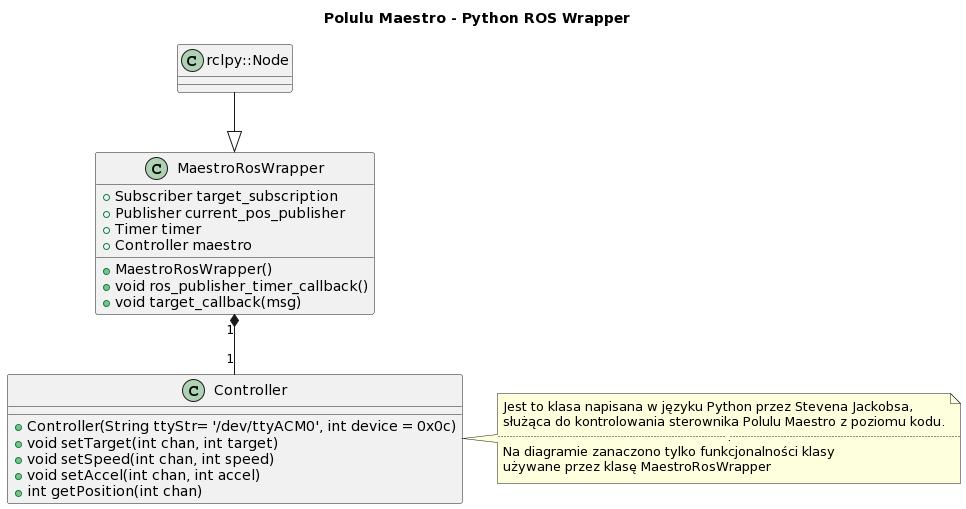 Polulu Maestro - Python ROS Wrapper
C rclpy::Node
C MaestroRosWrapper
Subscriber target_subscription
Publisher current_pos_publisher
Timer timer
Controller maestro
MaestroRosWrapper()
void ros_publisher_timer_callback()
void target_callback(msg)
1
1
C Controller
Controller(String ttyStr= '/dev/ttyACM0', int device = 0x0c)
void setTarget(int chan, int target)
void setSpeed(int chan, int speed)
void setAccel(int chan, int accel)
int getPosition(int chan)
Jest to klasa napisana w języku Python przez Stevena Jackobsa,
służąca do kontrolowania sterownika Polulu Maestro z poziomu kodu.
.
Na diagramie zanaczono tylko funkcjonalności klasy
używane przez klasę MaestroRosWrapper